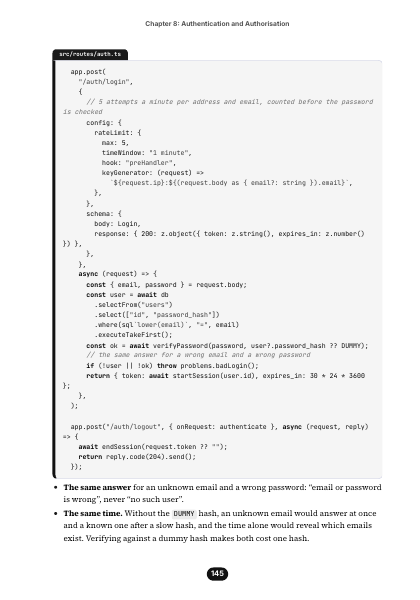 Chapter 8: Authentication and Authorisation
src/routes/auth.ts
app.post(
"/auth/login",
{
// 5 attempts a minute per address and email, counted before the password
is checked
config: {
rateLimit: {
max: 5,
timeWindow: "1 minute",
hook: "preHandler",
keyGenerator: (request) =>
`${request.ip}:${(request.body as { email?: string }).email}`,
},
},
schema: {
body: Login,
response: { 200: z.object({ token: z.string(), expires_in: z.number()
}) },
},
},
async (request) => {
const { email, password } = request.body;
const user = await db
.selectFrom("users")
.select(["id", "password_hash"])
.where(sql`lower(email)`, "=", email)
.executeTakeFirst();
const ok = await verifyPassword(password, user?.password_hash ?? DUMMY);
// the same answer for a wrong email and a wrong password
if (!user || !ok) throw problems.badLogin();
return { token: await startSession(user.id), expires_in: 30 * 24 * 3600
};
},
);
app.post("/auth/logout", { onRequest: authenticate }, async (request, reply)
=> {
await endSession(request.token ?? "");
return reply.code(204).send();
});
• The same answer for an unknown email and a wrong password: “email or password
is wrong”, never “no such user”.
• The same time. Without the DUMMY hash, an unknown email would answer at once
and a known one after a slow hash, and the time alone would reveal which emails
exist. Verifying against a dummy hash makes both cost one hash.
145